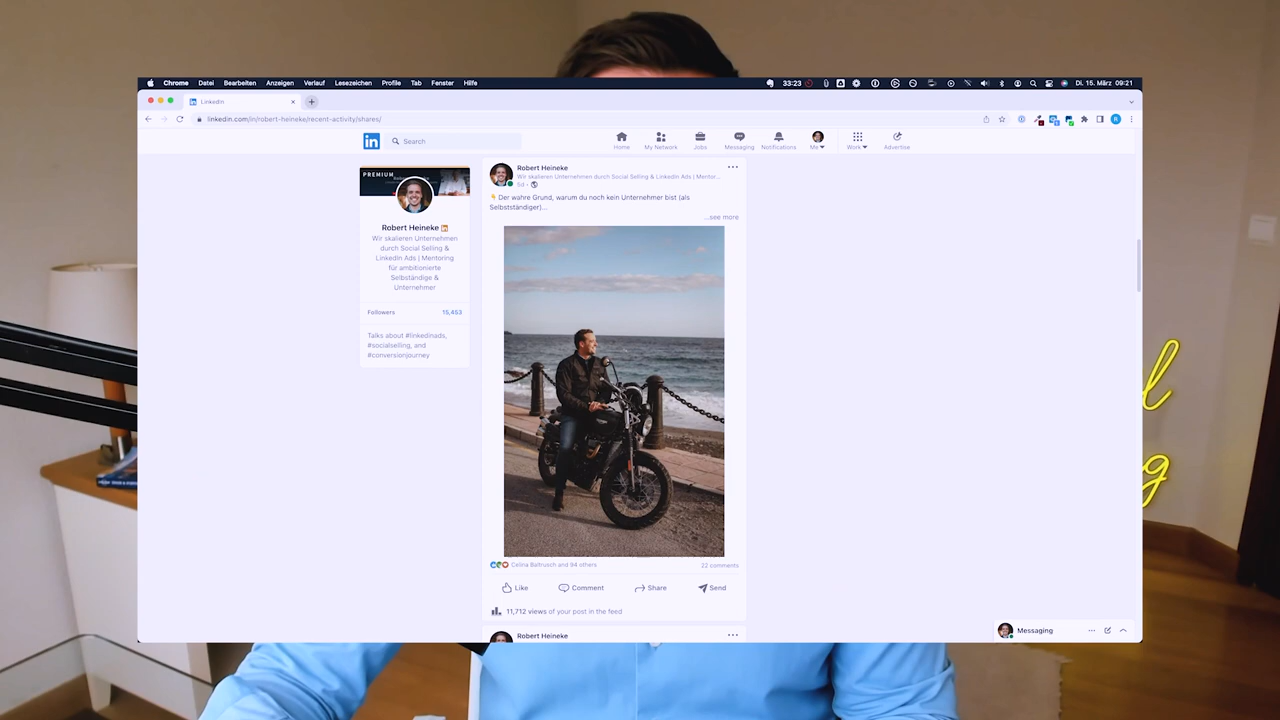 Chrome Datei Bearbeiten Anzeigen Verlauf Lesezeichen Profile Tab Fenster Hilfe 33:23 Di. 15. März 09:21
LinkedIn
linkedin.com/in/robert-heineke/recent-activity/shares/
in Search Home My Network Jobs Messaging Notifications Me Work Advertise
PREMIUM
Robert Heineke in
Wir skalieren Unternehmen
durch Social Selling &
LinkedIn Ads | Mentoring
für ambitionierte
Selbständige &
Unternehmer
Followers 15,453
Talks about #linkedinads,
#socialselling, and
#conversionjourney
Robert Heineke
Wir skalieren Unternehmen durch Social Selling & LinkedIn Ads | Mentor...
5d •
Der wahre Grund, warum du noch kein Unternehmer bist (als
Selbstständiger)...
...see more
Celina Baltrusch and 94 others 22 comments
Like Comment Share Send
11,712 views of your post in the feed
Robert Heineke
Messaging
l
g